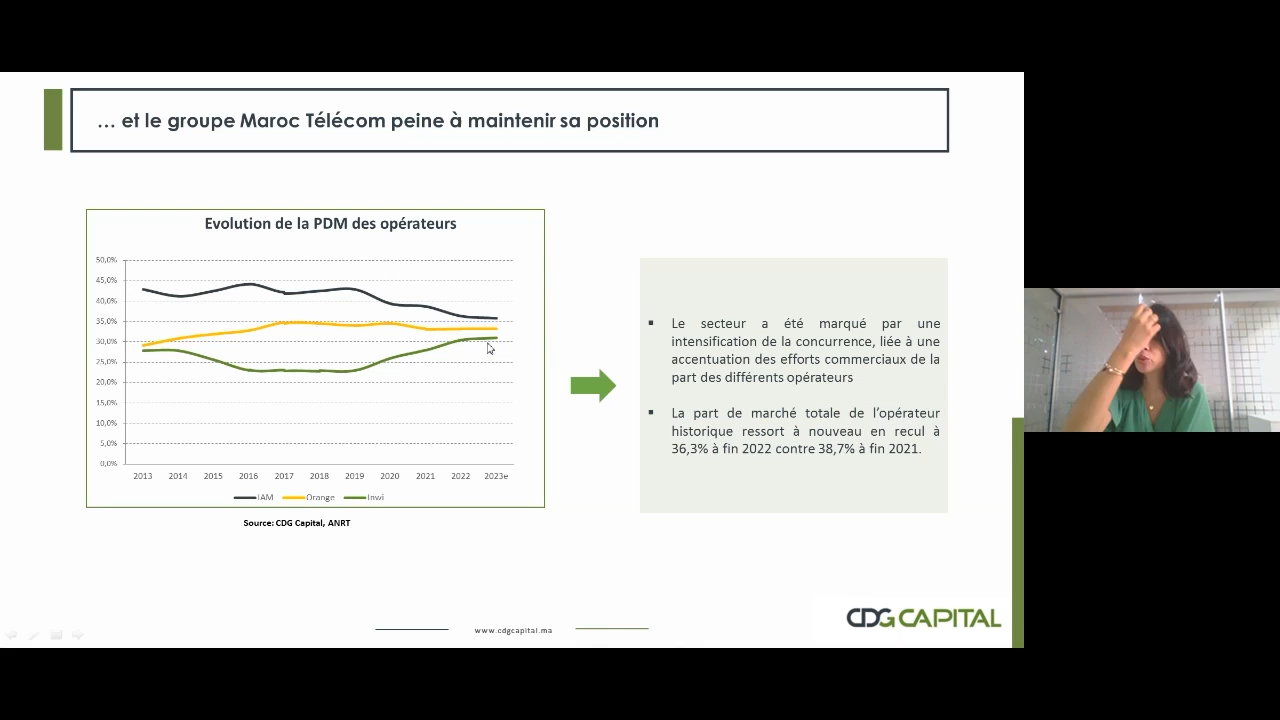 … et le groupe Maroc Télécom peine à maintenir sa position
Evolution de la PDM des opérateurs
50,0%
45,0%
40,0%
35,0%
30,0%
25,0%
20,0%
15,0%
10,0%
5,0%
0,0%
2013 2014 2015 2016 2017 2018 2019 2020 2021 2022 2023e
IAM Orange Inwi
Source: CDG Capital, ANRT
▪ Le secteur a été marqué par une
intensification de la concurrence, liée à une
accentuation des efforts commerciaux de la
part des différents opérateurs
▪ La part de marché totale de l’opérateur
historique ressort à nouveau en recul à
36,3% à fin 2022 contre 38,7% à fin 2021.
www.cdgcapital.ma
CDG CAPITAL